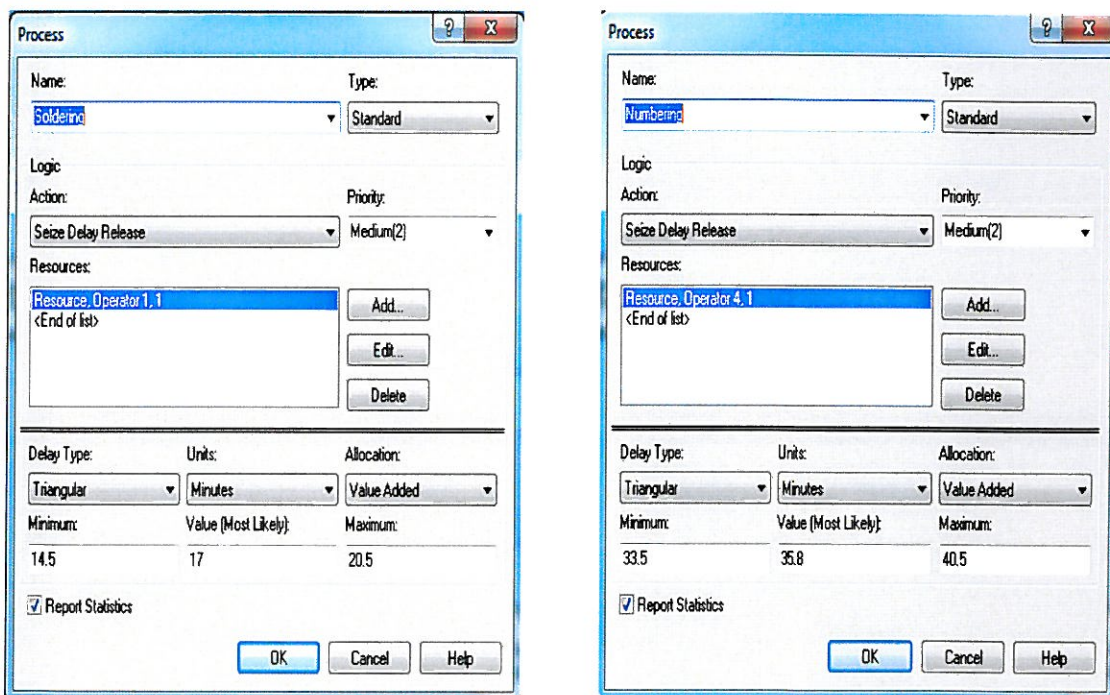 Process
Name:
Type:
Soldering
Standard
Logic
Action:
Priority:
Seize Delay Release
Medium(2)
Resources:
Resource, Operator 1, 1
<End of list>
Add...
Edit...
Delete
Delay Type:
Units:
Allocation:
Triangular
Minutes
Value Added
Minimum:
Value (Most Likely):
Maximum:
14.5
17
20.5
Report Statistics
OK
Cancel
Help
Process
Name:
Type:
Numbering
Standard
Logic
Action:
Priority:
Seize Delay Release
Medium(2)
Resources:
Resource, Operator 4, 1
<End of list>
Add...
Edit...
Delete
Delay Type:
Units:
Allocation:
Triangular
Minutes
Value Added
Minimum:
Value (Most Likely):
Maximum:
33.5
35.8
40.5
Report Statistics
OK
Cancel
Help